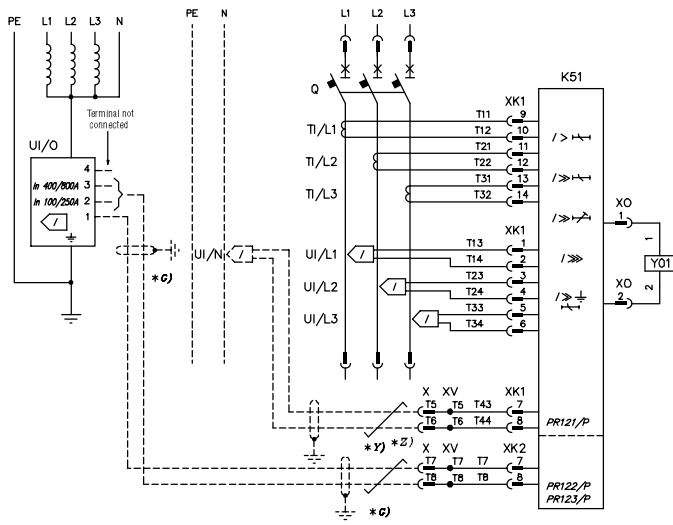 PE L1 L2 L3 N
PE N
L1 L2 L3
K51
Q
XK1
Terminal not
connected
UI/O
4
In 400/800A 3
In 100/250A 2
/ 1
*G)
TI/L1 T11 9
T12 10
/>
TI/L2 T21 11
T22 12
/≫
TI/L3 T31 13
T32 14
/≫
XO
1
1
Y01
2
XO
2
XK1
UI/N /
UI/L1 / T13 1
T14 2
/⋙
UI/L2 / T23 3
T24 4
/≫
UI/L3 / T33 5
T34 6
X XV XK1
T5 T5 T43 7
T6 T6 T44 8
PR121/P
*Y) *Z)
X XV XK2
T7 T7 T7 7
T8 T8 T8 8
PR122/P
PR123/P
*G)